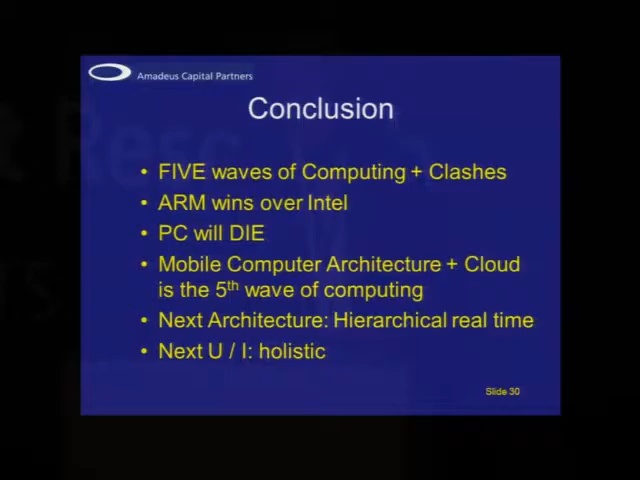 Amadeus Capital Partners
Conclusion
• FIVE waves of Computing + Clashes
• ARM wins over Intel
• PC will DIE
• Mobile Computer Architecture + Cloud
is the 5th wave of computing
• Next Architecture: Hierarchical real time
• Next U / I: holistic
Slide 30